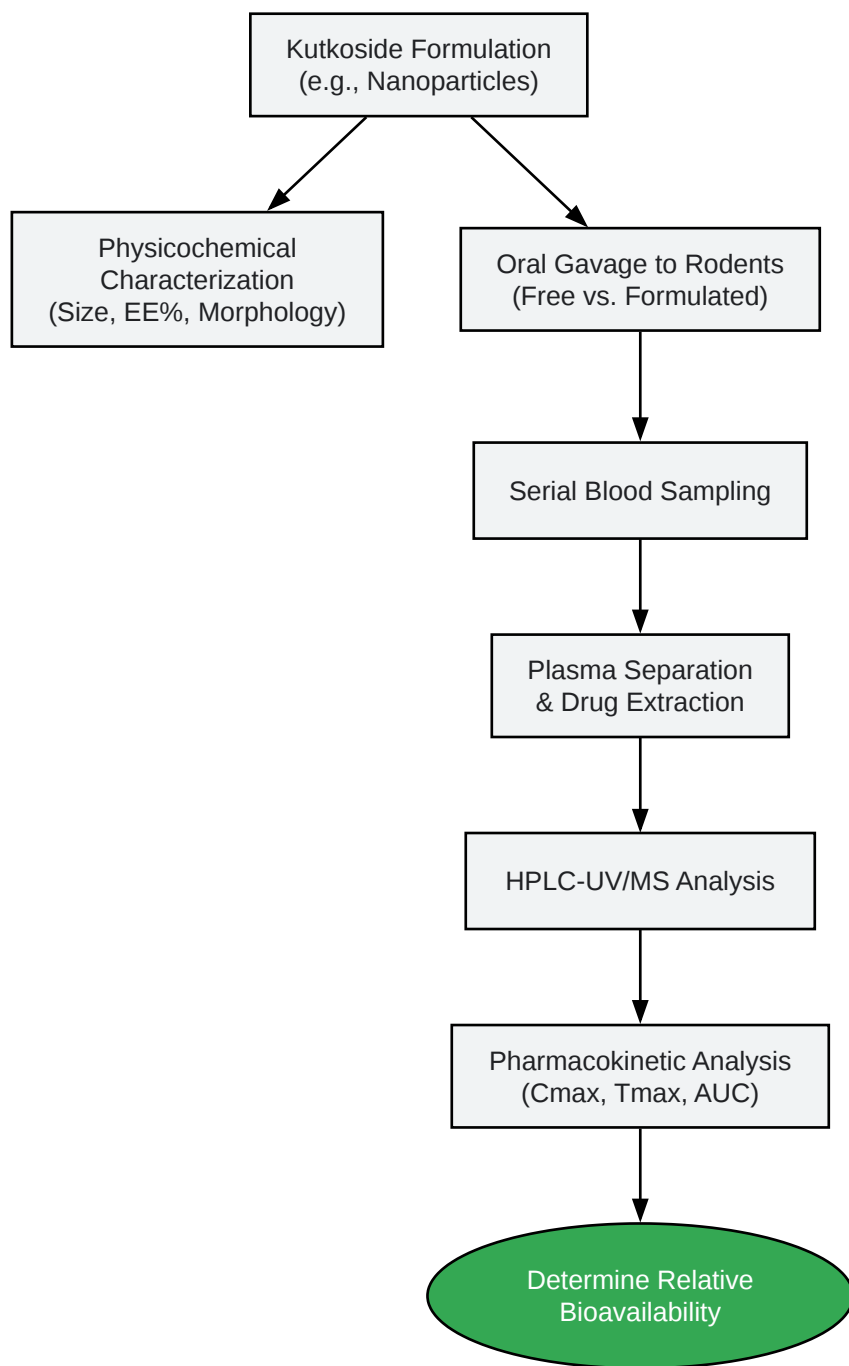 Kutkoside Formulation
(e.g., Nanoparticles)
Physicochemical
Characterization
(Size, EE%, Morphology)
Oral Gavage to Rodents
(Free vs. Formulated)
Serial Blood Sampling
Plasma Separation
& Drug Extraction
HPLC-UV/MS Analysis
Pharmacokinetic Analysis
(Cmax, Tmax, AUC)
Determine Relative
Bioavailability